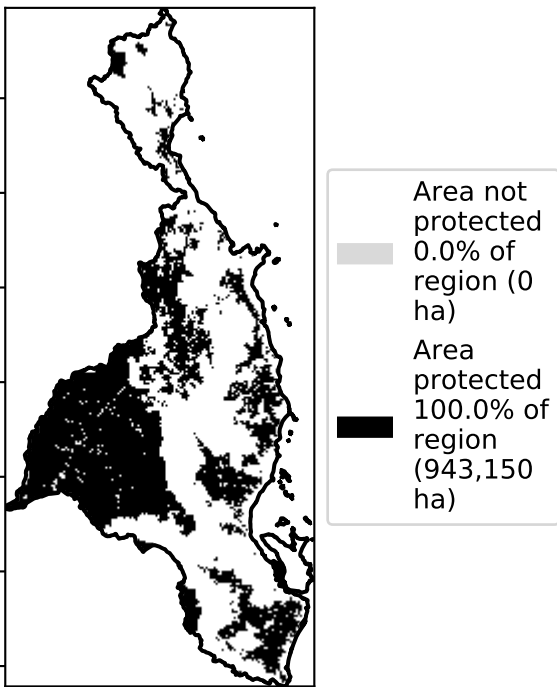 Area not
protected
0.0% of
region (0
ha)
Area
protected
100.0% of
region
(943,150
ha)